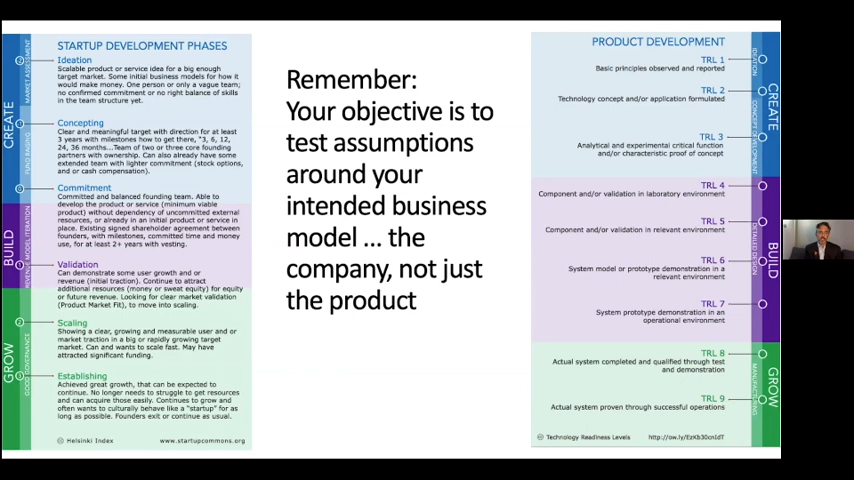 STARTUP DEVELOPMENT PHASES
Ideation
Scalable product or service idea for a big enough
target market. Some initial business models for how it
would make money. One person or only a vague team;
no confirmed commitment or no right balance of skills
in the team structure yet.
Concepting
Clear and meaningful target with direction for at least
3 years with milestones how to get there, "3, 6, 12,
24, 36 months...Team of two or three core founding
partners with ownership. Can also already have some
extended team with lighter commitment (stock options,
and or cash compensation).
Commitment
Committed and balanced founding team. Able to
develop the product or service (minimum viable
product) without dependency of uncommitted external
resources, or already in an initial product or service in
place. Existing signed shareholder agreement between
founders, with milestones, committed time and money
use, for at least 2+ years with vesting.
Validation
Can demonstrate some user growth and or
revenue (initial traction). Continue to attract
additional resources (money or sweat equity) for equity
or future revenue. Looking for clear market validation
(Product Market Fit), to move into scaling.
Scaling
Showing a clear, growing and measurable user and or
market traction in a big or rapidly growing target
market. Can and wants to scale fast. May have
attracted significant funding.
Establishing
Achieved great growth, that can be expected to
continue. No longer needs to struggle to get resources
and can acquire those easily. Continues to grow and
often wants to culturally behave like a "startup" for as
long as possible. Founders exit or continue as usual.
Helsinki Index www.startupcommons.org
CREATE
BUILD
GROW
MARKET ASSESSMENT
FUND RAISING
REVENUE MODEL ITERATION
GOOD GOVERNANCE
Remember:
Your objective is to
test assumptions
around your
intended business
model ... the
company, not just
the product
PRODUCT DEVELOPMENT
TRL 1
Basic principles observed and reported
TRL 2
Technology concept and/or application formulated
TRL 3
Analytical and experimental critical function
and/or characteristic proof of concept
TRL 4
Component and/or validation in laboratory environment
TRL 5
Component and/or validation in relevant environment
TRL 6
System model or prototype demonstration in a
relevant environment
TRL 7
System prototype demonstration in an
operational environment
TRL 8
Actual system completed and qualified through test
and demonstration
TRL 9
Actual system proven through successful operations
Technology Readiness Levels http://ow.ly/EzKb30cnIdT
IDEATION
CONCEPT DEVELOPMENT
DETAILED DESIGN
MANUFACTURING
CREATE
BUILD
GROW